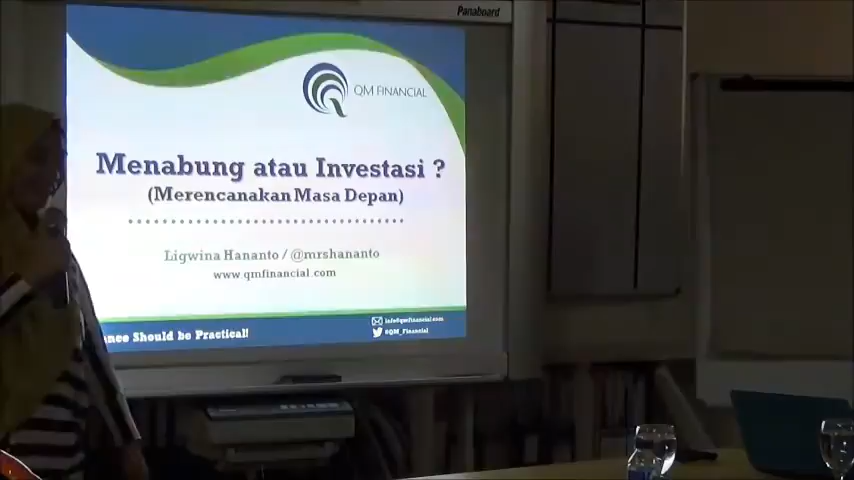 Panaboard
QM FINANCIAL
Menabung atau Investasi ?
(Merencanakan Masa Depan)
Ligwina Hananto / @mrshananto
www.qmfinancial.com
Should be Practical!
info@qmfinancial.com
@QM_Financial